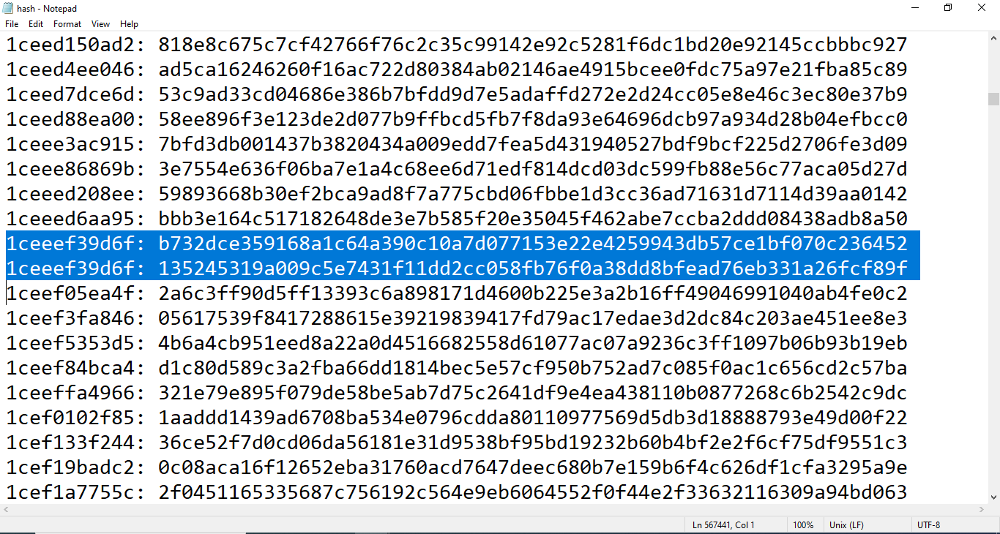 hash - Notepad
File Edit Format View Help
1ceed150ad2: 818e8c675c7cf42766f76c2c35c99142e92c5281f6dc1bd20e92145ccbbbc927
1ceed4ee046: ad5ca16246260f16ac722d80384ab02146ae4915bcee0fdc75a97e21fba85c89
1ceed7dce6d: 53c9ad33cd04686e386b7bfdd9d7e5adaffd272e2d24cc05e8e46c3ec80e37b9
1ceed88ea00: 58ee896f3e123de2d077b9ffbcd5fb7f8da93e64696dcb97a934d28b04efbcc0
1ceee3ac915: 7bfd3db001437b3820434a009edd7fea5d431940527bdf9bcf225d2706fe3d09
1ceee86869b: 3e7554e636f06ba7e1a4c68ee6d71edf814dcd03dc599fb88e56c77aca05d27d
1ceeed208ee: 59893668b30ef2bca9ad8f7a775cbd06fbbe1d3cc36ad71631d7114d39aa0142
1ceeed6aa95: bbb3e164c517182648de3e7b585f20e35045f462abe7ccba2ddd08438adb8a50
1ceeef39d6f: b732dce359168a1c64a390c10a7d077153e22e4259943db57ce1bf070c236452
1ceeef39d6f: 135245319a009c5e7431f11dd2cc058fb76f0a38dd8bfead76eb331a26fcf89f
1ceef05ea4f: 2a6c3ff90d5ff13393c6a898171d4600b225e3a2b16ff49046991040ab4fe0c2
1ceef3fa846: 05617539f8417288615e39219839417fd79ac17edae3d2dc84c203ae451ee8e3
1ceef5353d5: 4b6a4cb951eed8a22a0d4516682558d61077ac07a9236c3ff1097b06b93b19eb
1ceef84bca4: d1c80d589c3a2fba66dd1814bec5e57cf950b752ad7c085f0ac1c656cd2c57ba
1ceeffa4966: 321e79e895f079de58be5ab7d75c2641df9e4ea438110b0877268c6b2542c9dc
1cef0102f85: 1aaddd1439ad6708ba534e0796cdda80110977569d5db3d18888793e49d00f22
1cef133f244: 36ce52f7d0cd06da56181e31d9538bf95bd19232b60b4bf2e2f6cf75df9551c3
1cef19badc2: 0c08aca16f12652eba31760acd7647deec680b7e159b6f4c626df1cfa3295a9e
1cef1a7755c: 2f0451165335687c756192c564e9eb6064552f0f44e2f33632116309a94bd063
Ln 567441, Col 1 100% Unix (LF) UTF-8